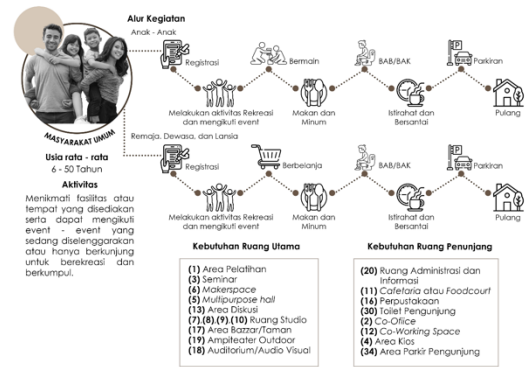 Alur Kegiatan
Anak - Anak
Registrasi
Bermain
BAB/BAK
Parkiran
Melakukan aktivitas Rekreasi
dan mengikuti event
Makan dan
Minum
Istirahat dan
Bersantai
Pulang
MASYARAKAT UMUM
Usia rata - rata
6 - 50 Tahun
Aktivitas
Menikmati fasilitas atau
tempat yang disediakan
serta dapat mengikuti
event - event yang
sedang diselenggarakan
atau hanya berkunjung
untuk berekreasi dan
berkumpul.
Remaja, Dewasa, dan Lansia
Registrasi
Berbelanja
BAB/BAK
Parkiran
Melakukan aktivitas Rekreasi
dan mengikuti event
Makan dan
Minum
Istirahat dan
Bersantai
Pulang
Kebutuhan Ruang Utama
(1) Area Pelatihan
(3) Seminar
(6) Makerspace
(5) Multipurpose hall
(13) Area Diskusi
(7),(8),(9),(10) Ruang Studio
(17) Area Bazzar/Taman
(19) Ampiteater Outdoor
(18) Auditorium/Audio Visual
Kebutuhan Ruang Penunjang
(20) Ruang Administrasi dan
Informasi
(11) Cafetaria atau Foodcourt
(16) Perpustakaan
(30) Toilet Pengunjung
(2) Co-Ofiice
(12) Co-Working Space
(4) Area Kios
(34) Area Parkir Pengunjung